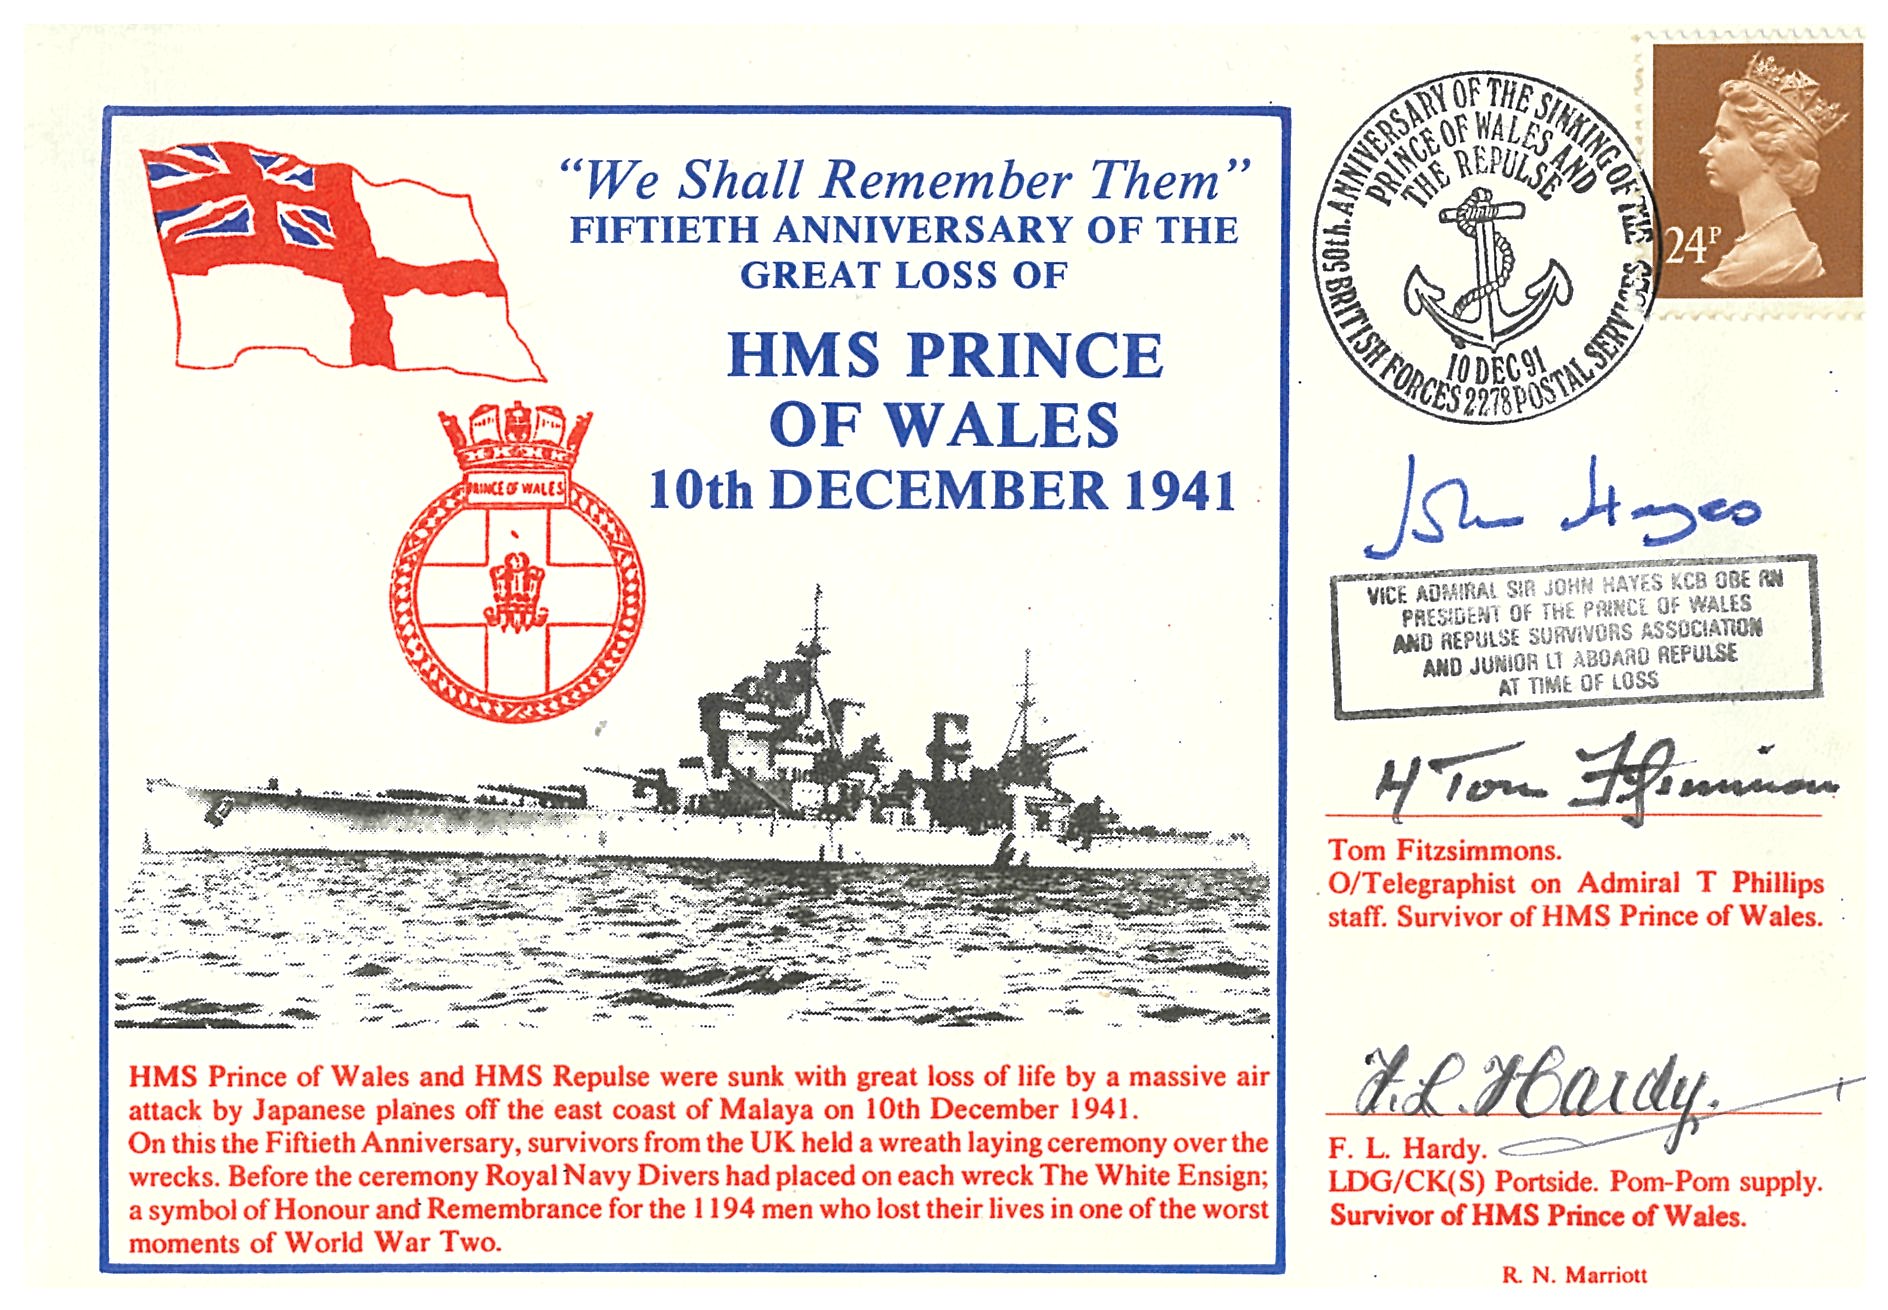 “We Shall Remember Them”
FIFTIETH ANNIVERSARY OF THE
GREAT LOSS OF
HMS PRINCE
OF WALES
10th DECEMBER 1941
PRINCE OF WALES
HMS Prince of Wales and HMS Repulse were sunk with great loss of life by a massive air
attack by Japanese planes off the east coast of Malaya on 10th December 1941.
On this the Fiftieth Anniversary, survivors from the UK held a wreath laying ceremony over the
wrecks. Before the ceremony Royal Navy Divers had placed on each wreck The White Ensign;
a symbol of Honour and Remembrance for the 1194 men who lost their lives in one of the worst
moments of World War Two.
50th. ANNIVERSARY OF THE SINKING OF THE
PRINCE OF WALES AND
THE REPULSE
10 DEC 91
BRITISH FORCES 2278 POSTAL SERVICES
24P
John Hayes
VICE ADMIRAL SIR JOHN HAYES KCB OBE RN
PRESIDENT OF THE PRINCE OF WALES
AND REPULSE SURVIVORS ASSOCIATION
AND JUNIOR LT ABOARD REPULSE
AT TIME OF LOSS
H Tom Fitzsimmons
Tom Fitzsimmons.
O/Telegraphist on Admiral T Phillips
staff. Survivor of HMS Prince of Wales.
F. L. Hardy.
F. L. Hardy.
LDG/CK(S) Portside. Pom-Pom supply.
Survivor of HMS Prince of Wales.
R. N. Marriott